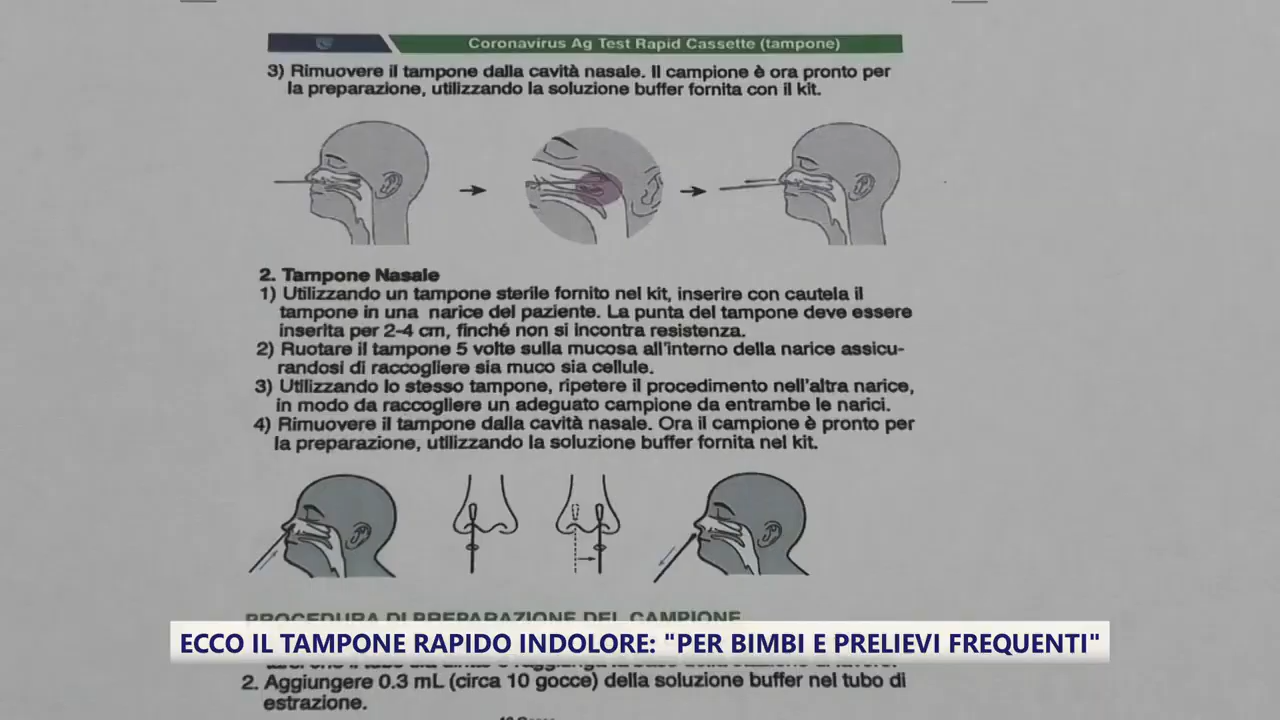 Coronavirus Ag Test Rapid Cassette (tampone)
3) Rimuovere il tampone dalla cavità nasale. Il campione è ora pronto per
la preparazione, utilizzando la soluzione buffer fornita con il kit.
2. Tampone Nasale
1) Utilizzando un tampone sterile fornito nel kit, inserire con cautela il
tampone in una narice del paziente. La punta del tampone deve essere
inserita per 2-4 cm, finché non si incontra resistenza.
2) Ruotare il tampone 5 volte sulla mucosa all'interno della narice assicu-
randosi di raccogliere sia muco sia cellule.
3) Utilizzando lo stesso tampone, ripetere il procedimento nell'altra narice,
in modo da raccogliere un adeguato campione da entrambe le narici.
4) Rimuovere il tampone dalla cavità nasale. Ora il campione è pronto per
la preparazione, utilizzando la soluzione buffer fornita nel kit.
PROCEDURA DI PREPARAZIONE DEL CAMPIONE
ECCO IL TAMPONE RAPIDO INDOLORE: "PER BIMBI E PRELIEVI FREQUENTI"
2. Aggiungere 0.3 mL (circa 10 gocce) della soluzione buffer nel tubo di
estrazione.